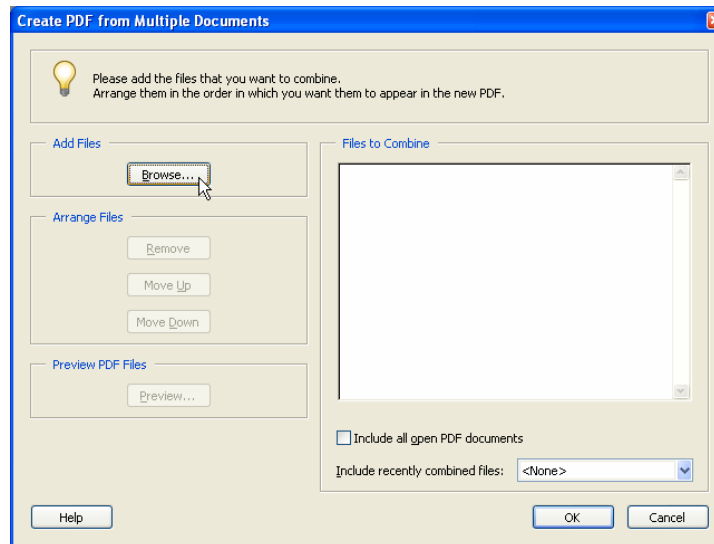 Create PDF from Multiple Documents
Please add the files that you want to combine.
Arrange them in the order in which you want them to appear in the new PDF.
Add Files
Browse...
Arrange Files
Remove
Move Up
Move Down
Preview PDF Files
Preview...
Files to Combine
Include all open PDF documents
Include recently combined files: <None>
Help
OK
Cancel